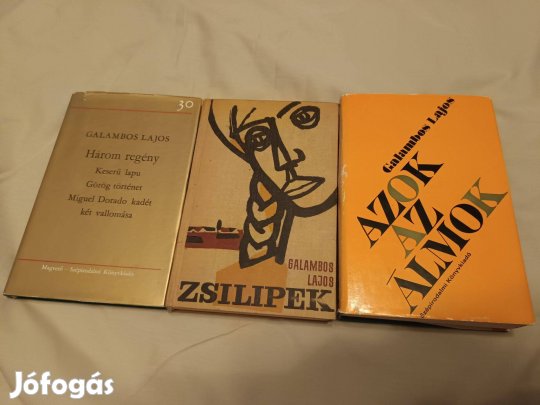 30
GALAMBOS LAJOS
Három regény
Keserű lapu
Görög történet
Miguel Dorado kadét
két vallomása
Magvető - Szépirodalmi Könyvkiadó
GALAMBOS
LAJOS
ZSILIPEK
Galambos Lajos
AZOK
AZ
ÁLMOK
Szépirodalmi Könyvkiadó
Jófogás